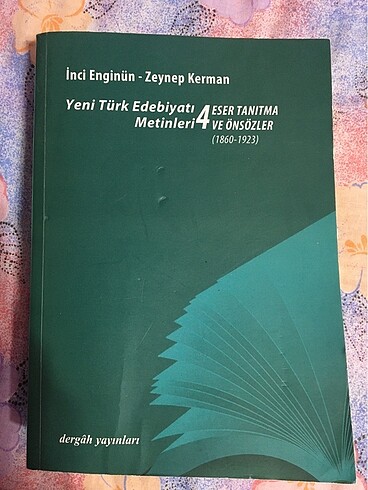 İnci Enginün - Zeynep Kerman
Yeni Türk Edebiyatı
Metinleri
4
ESER TANITMA
VE ÖNSÖZLER
(1860-1923)
dergâh yayınları